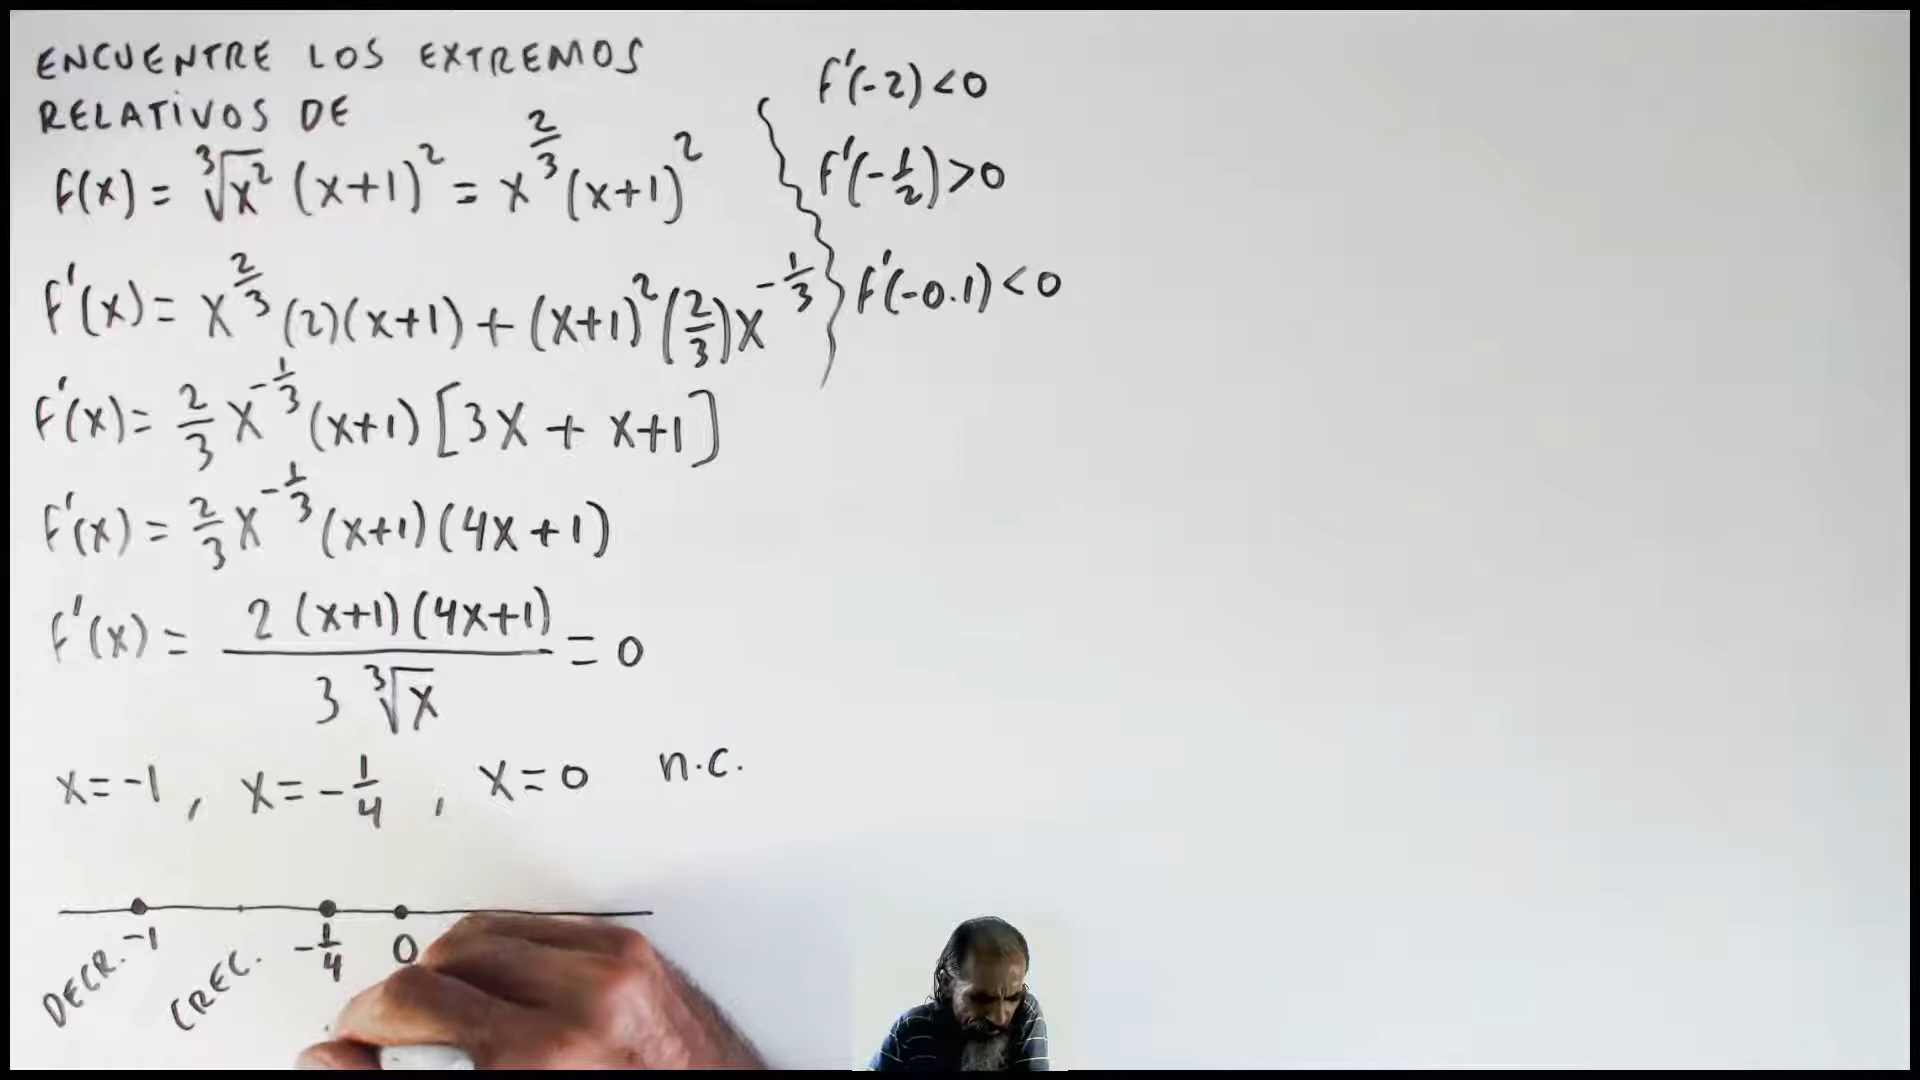 ENCUENTRE LOS EXTREMOS
RELATIVOS DE
f(x) = ∛x² (x+1)² = x^(2/3) (x+1)²
f'(x) = x^(2/3) (2)(x+1) + (x+1)² (2/3) x^(-1/3)
f'(x) = 2/3 x^(-1/3) (x+1) [3x + x+1]
f'(x) = 2/3 x^(-1/3) (x+1)(4x+1)
f'(x) = 2(x+1)(4x+1) / 3∛x = 0
x=-1, x=-1/4, x=0 n.c.
-1 -1/4 0
DECR. CREC.
f'(-2)<0
f'(-1/2)>0
f'(-0.1)<0